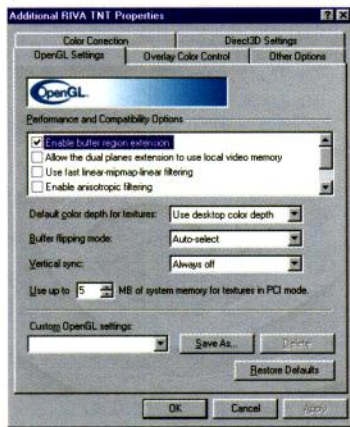 Additional RIVA TNT Properties
Color Correction Direct3D Settings
OpenGL Settings Overlay Color Control Other Options
OpenGL.
Performance and Compatibility Options
Enable buffer region extension
Allow the dual planes extension to use local video memory
Use fast linear-mipmap-linear filtering
Enable anisotropic filtering
Default color depth for textures: Use desktop color depth
Buffer flipping mode: Auto-select
Vertical sync: Always off
Use up to 5 MB of system memory for textures in PCI mode.
Custom OpenGL settings:
Save As... Delete
Restore Defaults
OK Cancel Apply